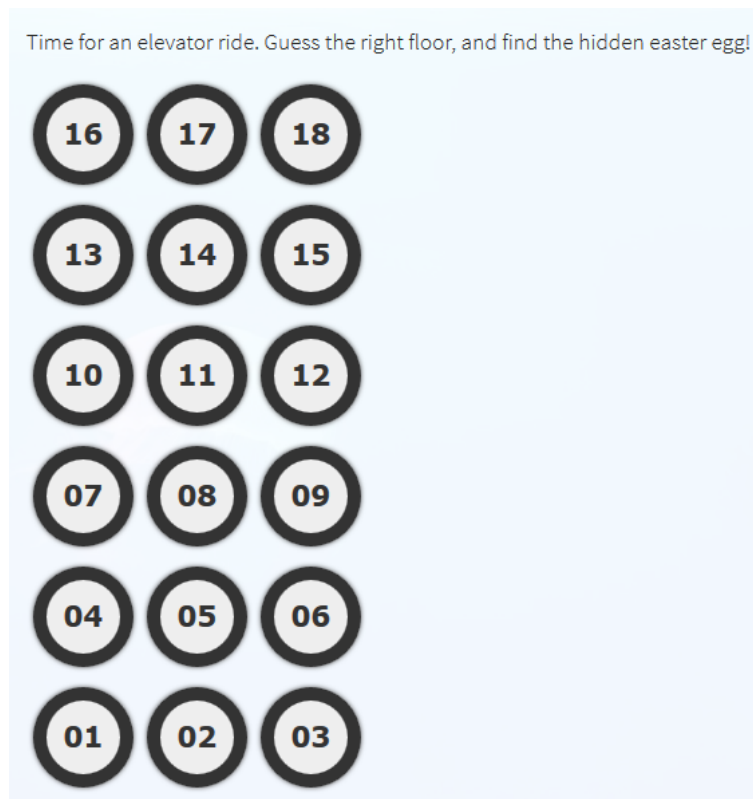 Time for an elevator ride. Guess the right floor, and find the hidden easter egg!
16 17 18
13 14 15
10 11 12
07 08 09
04 05 06
01 02 03